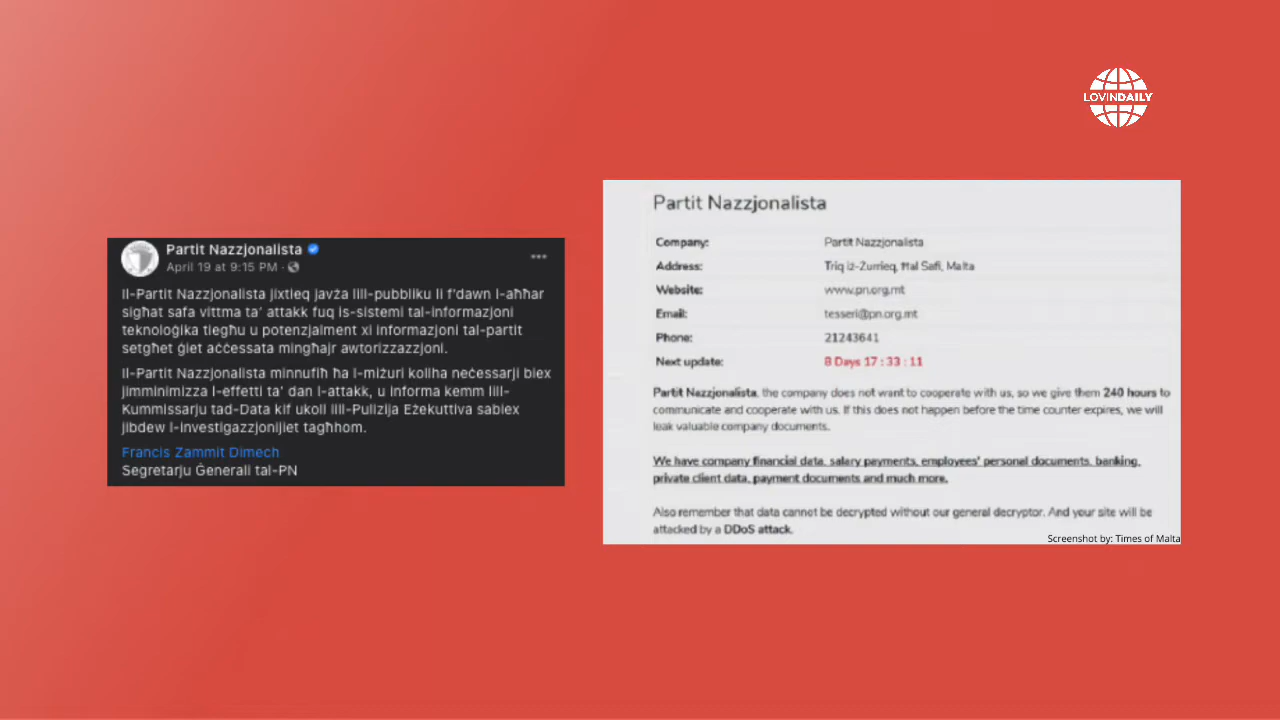 LOVINDAILY
Partit Nazzjonalista
April 19 at 9:15 PM ·
Il-Partit Nazzjonalista jixtieq javża lill-pubbliku li f'dawn l-aħħar
sigħat safa vittma ta' attakk fuq is-sistemi tal-informazzjoni
teknoloġika tiegħu u potenzjalment xi informazzjoni tal-partit
setgħet ġiet aċċessata mingħajr awtorizzazzjoni.
Il-Partit Nazzjonalista minnufih ħa l-miżuri kollha neċessarji biex
jimminimizza l-effetti ta' dan l-attakk, u informa kemm lill-
Kummissarju tad-Data kif ukoll lill-Pulizija Eżekuttiva sabiex
jibdew l-investigazzjonijiet tagħhom.
Francis Zammit Dimech
Segretarju Ġenerali tal-PN
Partit Nazzjonalista
Company: Partit Nazzjonalista
Address: Triq iż-Żurrieq, Ħal Safi, Malta
Website: www.pn.org.mt
Email: tesseri@pn.org.mt
Phone: 21243641
Next update: 8 Days 17 : 33 : 11
Partit Nazzjonalista, the company does not want to cooperate with us, so we give them 240 hours to
communicate and cooperate with us. If this does not happen before the time counter expires, we will
leak valuable company documents.
We have company financial data, salary payments, employees' personal documents, banking,
private client data, payment documents and much more.
Also remember that data cannot be decrypted without our general decryptor. And your site will be
attacked by a DDoS attack.
Screenshot by: Times of Malta